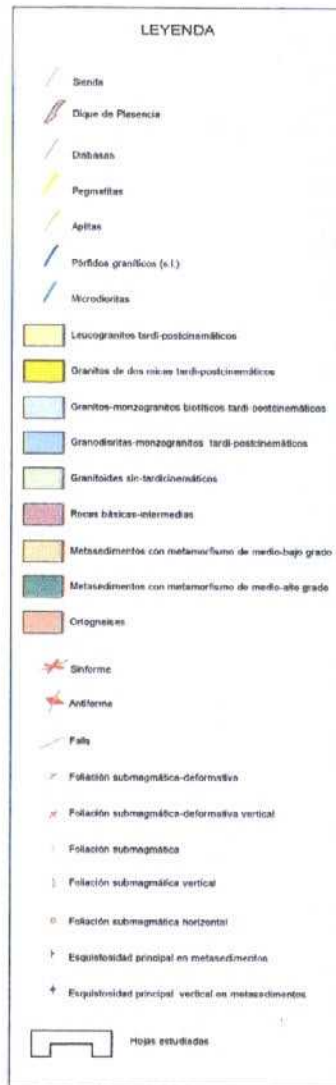 LEYENDA
Sienita
Dique de Plasencia
Diabasas
Pegmatitas
Aplitas
Pórfidos graníticos (s.l.)
Microdioritas
Leucogranitos tardi-postcinemáticos
Granitos de dos micas tardi-postcinemáticos
Granitos-monzogranitos biotíticos tardi-postcinemáticos
Granodioritas-monzogranitos tardi-postcinemáticos
Granitoides sin-tardicinemáticos
Rocas básicas-intermedias
Metasedimentos con metamorfismo de medio-bajo grado
Metasedimentos con metamorfismo de medio-alto grado
Ortogneises
Sinforme
Antiforme
Falla
Foliación submagmática-deformativa
Foliación submagmática-deformativa vertical
Foliación submagmática
Foliación submagmática vertical
Foliación submagmática horizontal
Esquistosidad principal en metasedimentos
Esquistosidad principal vertical en metasedimentos
Hojas estudiadas